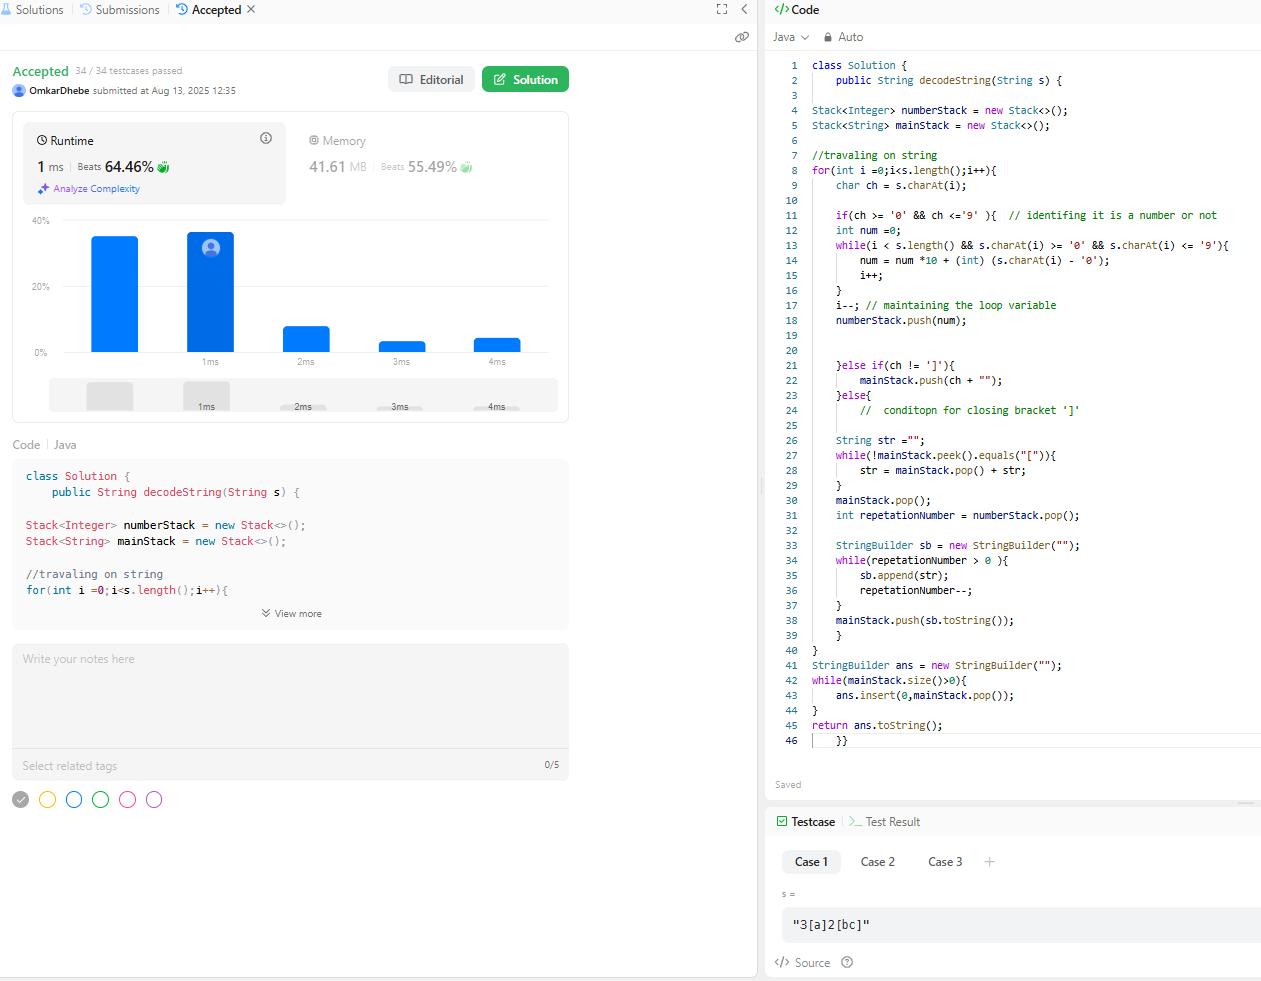 Solutions
Submissions
Accepted
Accepted 34 / 34 testcases passed
OmkarDhebe submitted at Aug 13, 2025 12:35
Editorial
Solution
Runtime
1 ms | Beats 64.46%
Analyze Complexity
Memory
41.61 MB | Beats 55.49%
40%
20%
0%
1ms 2ms 3ms 4ms
1ms 2ms 3ms 4ms
Code | Java
class Solution {
    public String decodeString(String s) {
Stack<Integer> numberStack = new Stack<>();
Stack<String> mainStack = new Stack<>();
//travaling on string
for(int i =0;i<s.length();i++){
View more
Write your notes here
Select related tags
0/5
</> Code
Java
Auto
1 class Solution {
2     public String decodeString(String s) {
3
4 Stack<Integer> numberStack = new Stack<>();
5 Stack<String> mainStack = new Stack<>();
6
7 //travaling on string
8 for(int i =0;i<s.length();i++){
9     char ch = s.charAt(i);
10
11     if(ch >= '0' && ch <='9' ){  // identifing it is a number or not
12     int num =0;
13     while(i < s.length() && s.charAt(i) >= '0' && s.charAt(i) <= '9'){
14         num = num *10 + (int) (s.charAt(i) - '0');
15         i++;
16     }
17     i--; // maintaining the loop variable
18     numberStack.push(num);
19
20
21     }else if(ch != ']'){
22         mainStack.push(ch + "");
23     }else{
24         //  conditopn for closing bracket ']'
25
26     String str ="";
27     while(!mainStack.peek().equals("[")){
28         str = mainStack.pop() + str;
29     }
30     mainStack.pop();
31     int repetationNumber = numberStack.pop();
32
33     StringBuilder sb = new StringBuilder("");
34     while(repetationNumber > 0 ){
35         sb.append(str);
36         repetationNumber--;
37     }
38     mainStack.push(sb.toString());
39     }
40 }
41 StringBuilder ans = new StringBuilder("");
42 while(mainStack.size()>0){
43     ans.insert(0,mainStack.pop());
44 }
45 return ans.toString();
46     }}
Saved
Testcase
Test Result
Case 1 Case 2 Case 3 +
s =
"3[a]2[bc]"
</> Source